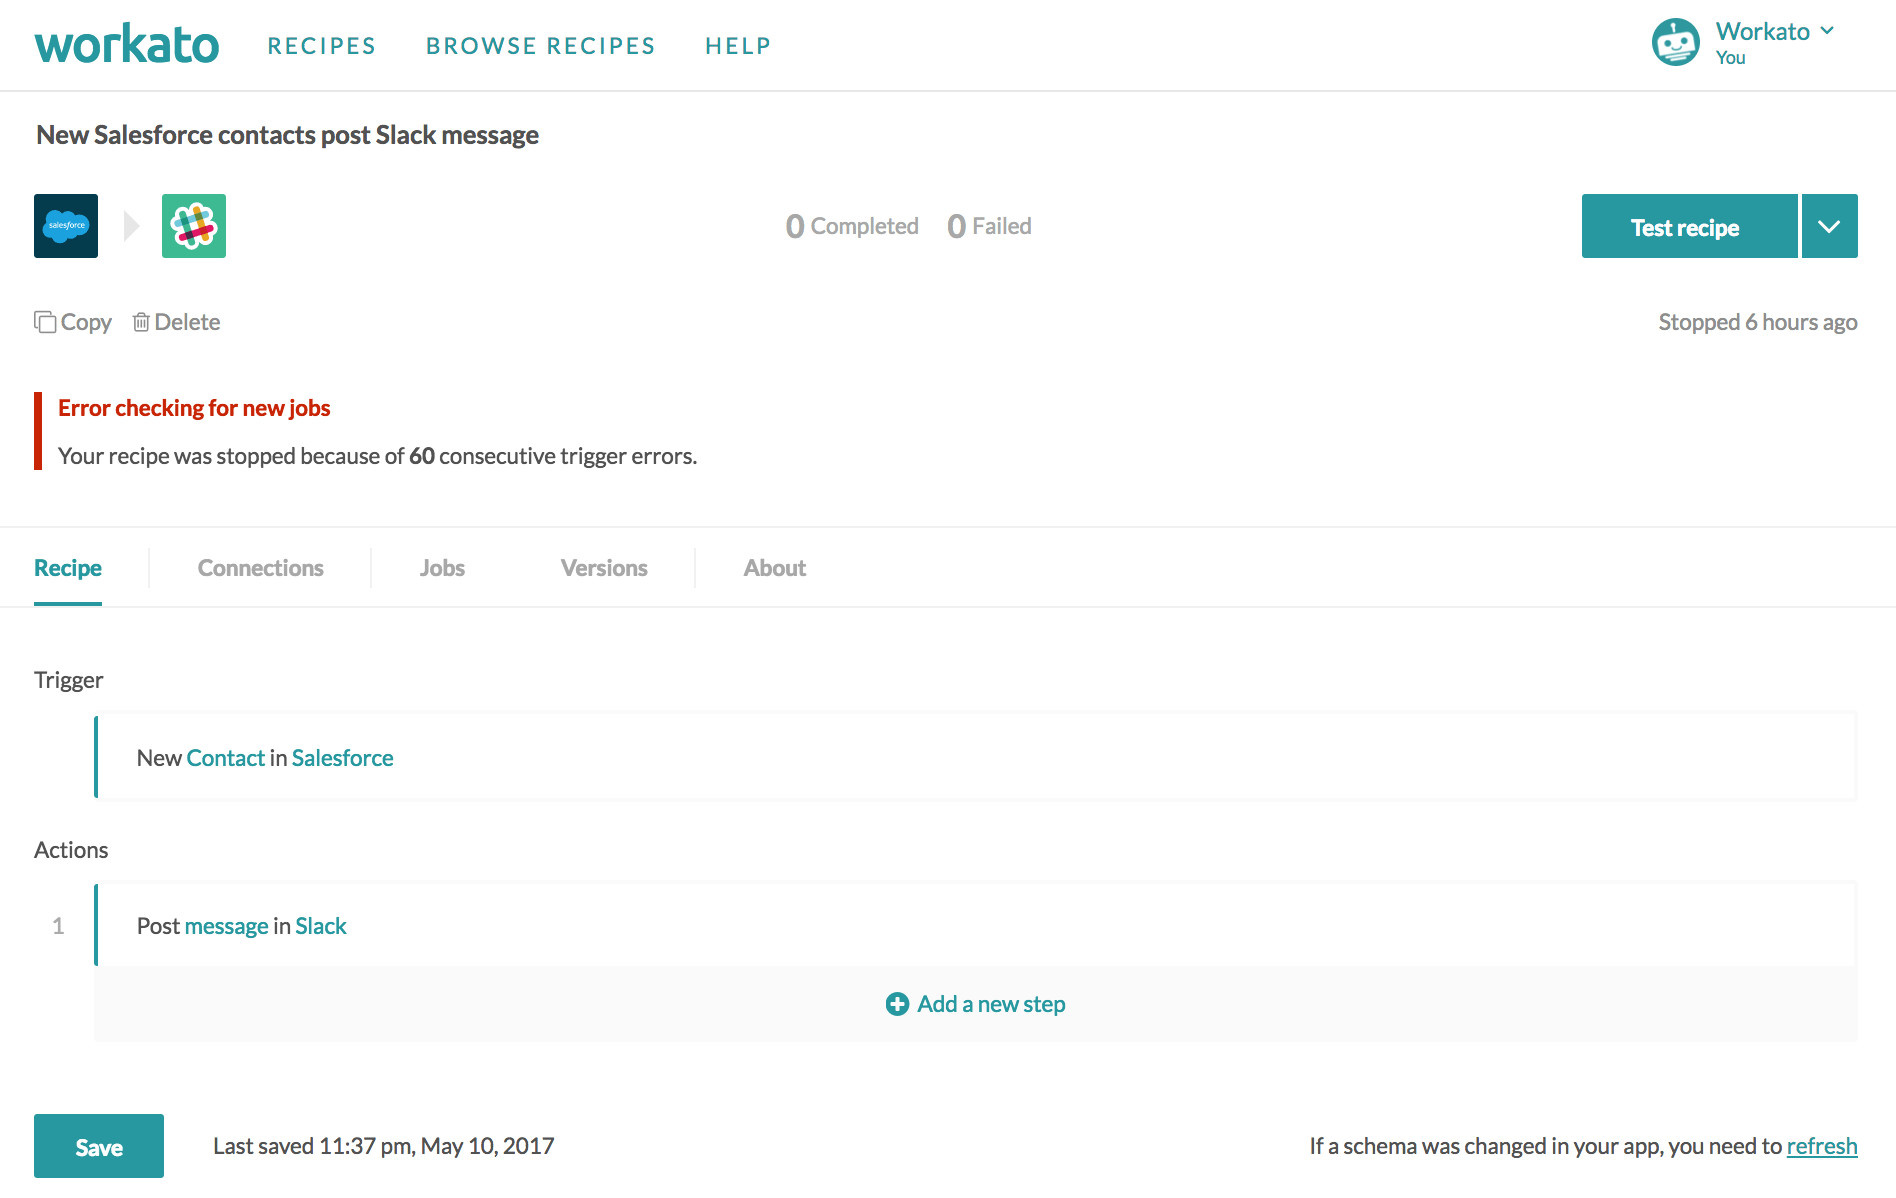 workato RECIPES BROWSE RECIPES HELP Workato
You
New Salesforce contacts post Slack message
salesforce
0 Completed 0 Failed
Test recipe
Copy Delete
Stopped 6 hours ago
Error checking for new jobs
Your recipe was stopped because of 60 consecutive trigger errors.
Recipe Connections Jobs Versions About
Trigger
New Contact in Salesforce
Actions
1 Post message in Slack
Add a new step
Save Last saved 11:37 pm, May 10, 2017 If a schema was changed in your app, you need to refresh